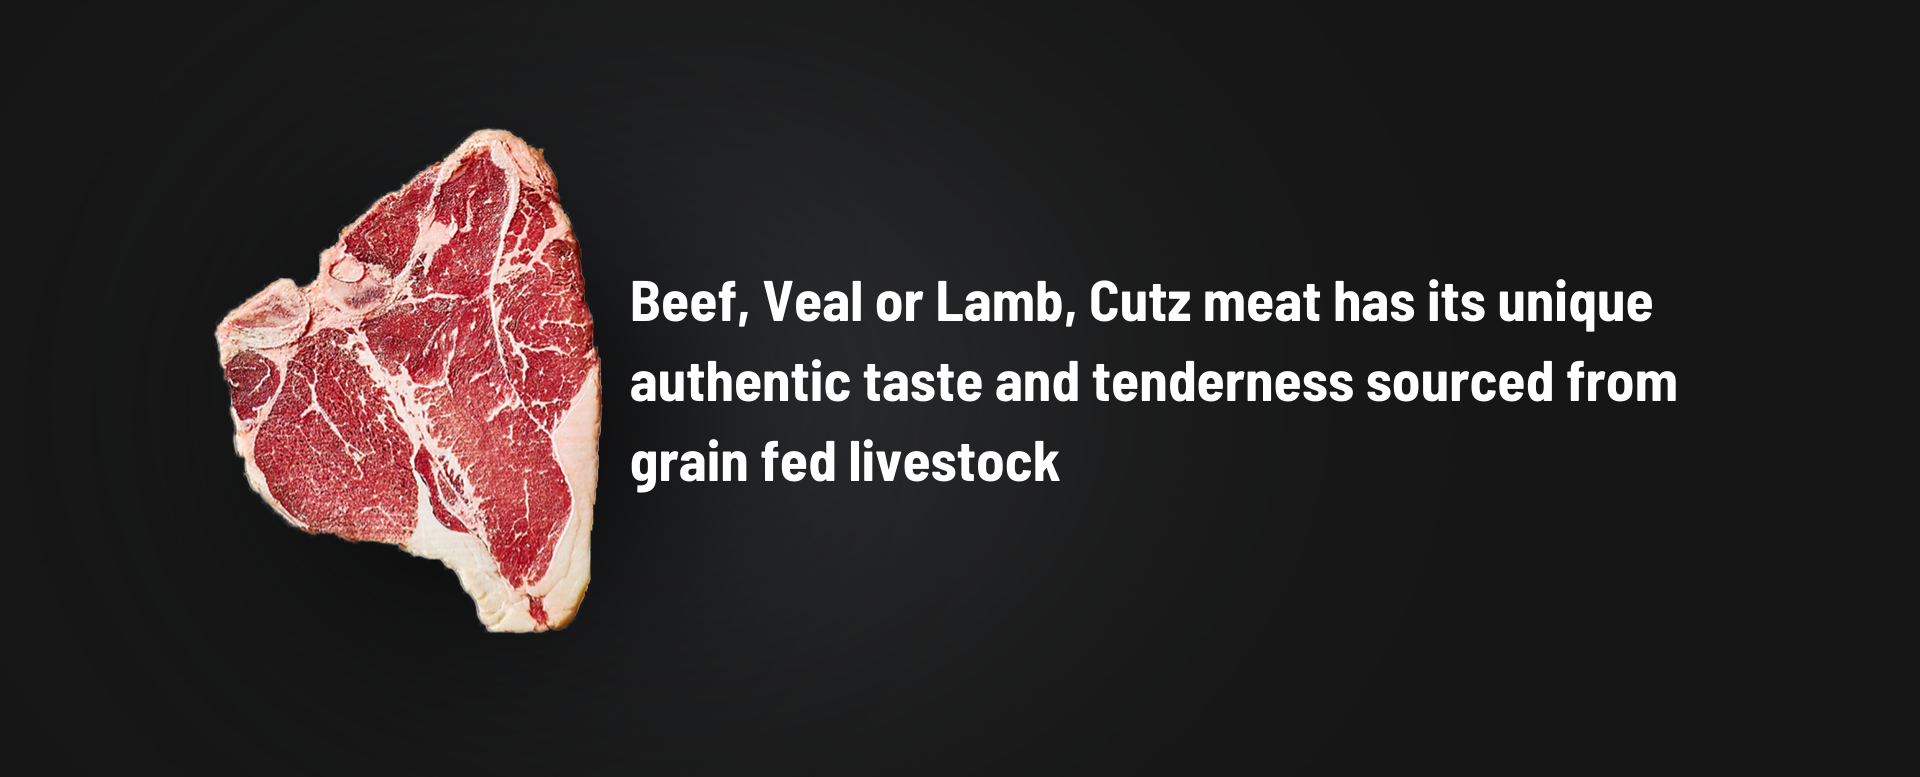 Beef, Veal or Lamb, Cutz meat has its unique
authentic taste and tenderness sourced from
grain fed livestock